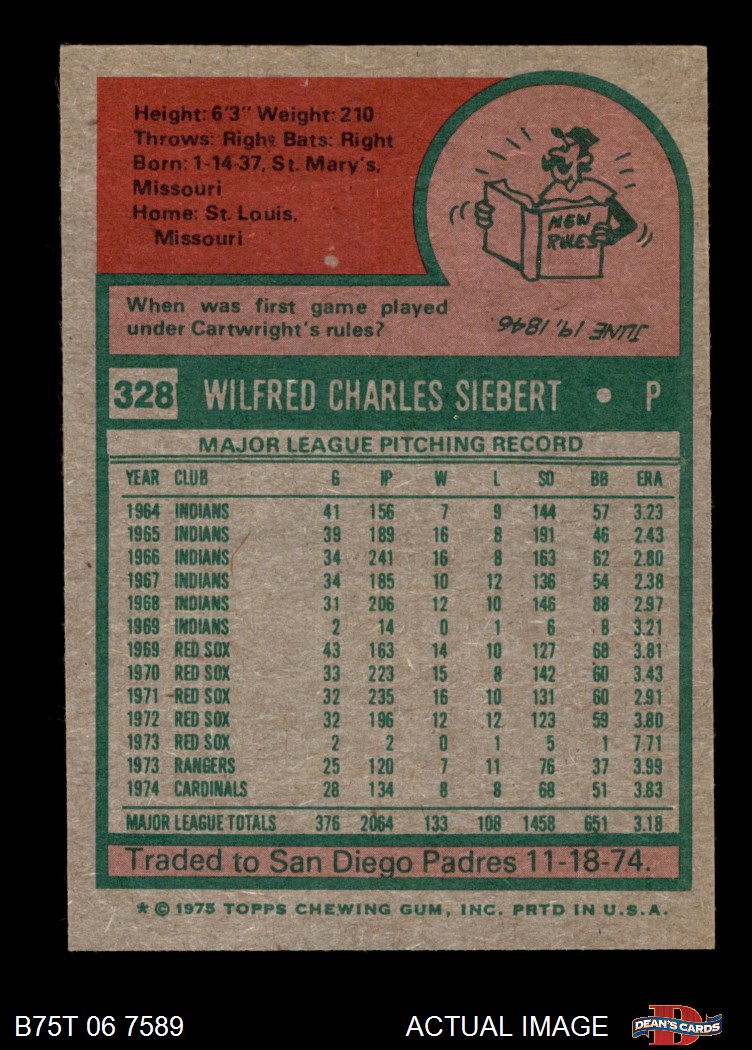 Height: 6'3" Weight: 210
Throws: Righ Bats: Right
Born: 1-14-37, St. Mary's,
Missouri
Home: St. Louis,
Missouri
NEW
RULES
When was first game played
under Cartwright's rules?
JUNE 19, 1846
328 WILFRED CHARLES SIEBERT • P
MAJOR LEAGUE PITCHING RECORD
YEAR CLUB G IP W L SO BB ERA
1964 INDIANS 41 156 7 9 144 57 3.23
1965 INDIANS 39 189 16 8 191 46 2.43
1966 INDIANS 34 241 16 8 163 62 2.80
1967 INDIANS 34 185 10 12 136 54 2.38
1968 INDIANS 31 206 12 10 146 88 2.97
1969 INDIANS 2 14 0 1 6 8 3.21
1969 RED SOX 43 163 14 10 127 68 3.81
1970 RED SOX 33 223 15 8 142 60 3.43
1971 RED SOX 32 235 16 10 131 60 2.91
1972 RED SOX 32 196 12 12 123 59 3.80
1973 RED SOX 2 2 0 1 5 1 7.71
1973 RANGERS 25 120 7 11 76 37 3.99
1974 CARDINALS 28 134 8 8 68 51 3.83
MAJOR LEAGUE TOTALS 376 2064 133 108 1458 651 3.18
Traded to San Diego Padres 11-18-74.
* © 1975 TOPPS CHEWING GUM, INC. PRTD IN U.S.A.
B75T 06 7589 ACTUAL IMAGE DEAN'S CARDS